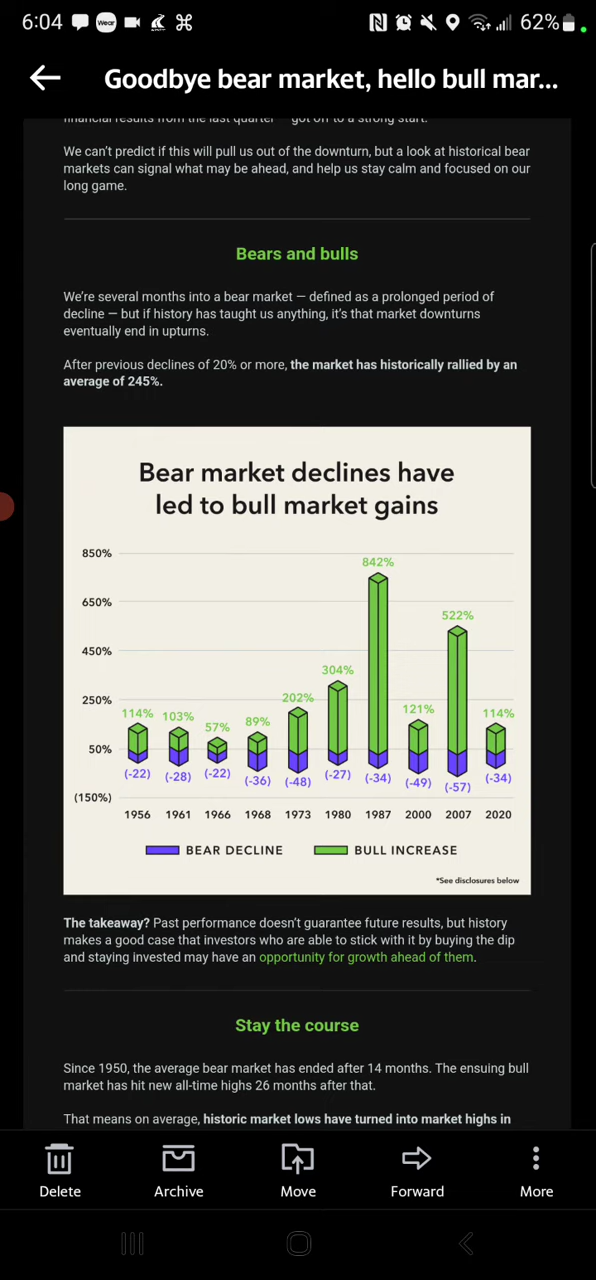 6:04
Wear
62%
Goodbye bear market, hello bull mar...
financial results from the last quarter — got off to a strong start.
We can't predict if this will pull us out of the downturn, but a look at historical bear
markets can signal what may be ahead, and help us stay calm and focused on our
long game.
Bears and bulls
We're several months into a bear market — defined as a prolonged period of
decline — but if history has taught us anything, it's that market downturns
eventually end in upturns.
After previous declines of 20% or more, the market has historically rallied by an
average of 245%.
Bear market declines have
led to bull market gains
850%
650%
450%
250%
50%
(150%)
114% 103% 57% 89% 202% 304% 842% 121% 522% 114%
(-22) (-28) (-22) (-36) (-48) (-27) (-34) (-49) (-57) (-34)
1956 1961 1966 1968 1973 1980 1987 2000 2007 2020
BEAR DECLINE BULL INCREASE
*See disclosures below
The takeaway? Past performance doesn't guarantee future results, but history
makes a good case that investors who are able to stick with it by buying the dip
and staying invested may have an opportunity for growth ahead of them.
Stay the course
Since 1950, the average bear market has ended after 14 months. The ensuing bull
market has hit new all-time highs 26 months after that.
That means on average, historic market lows have turned into market highs in
Delete Archive Move Forward More